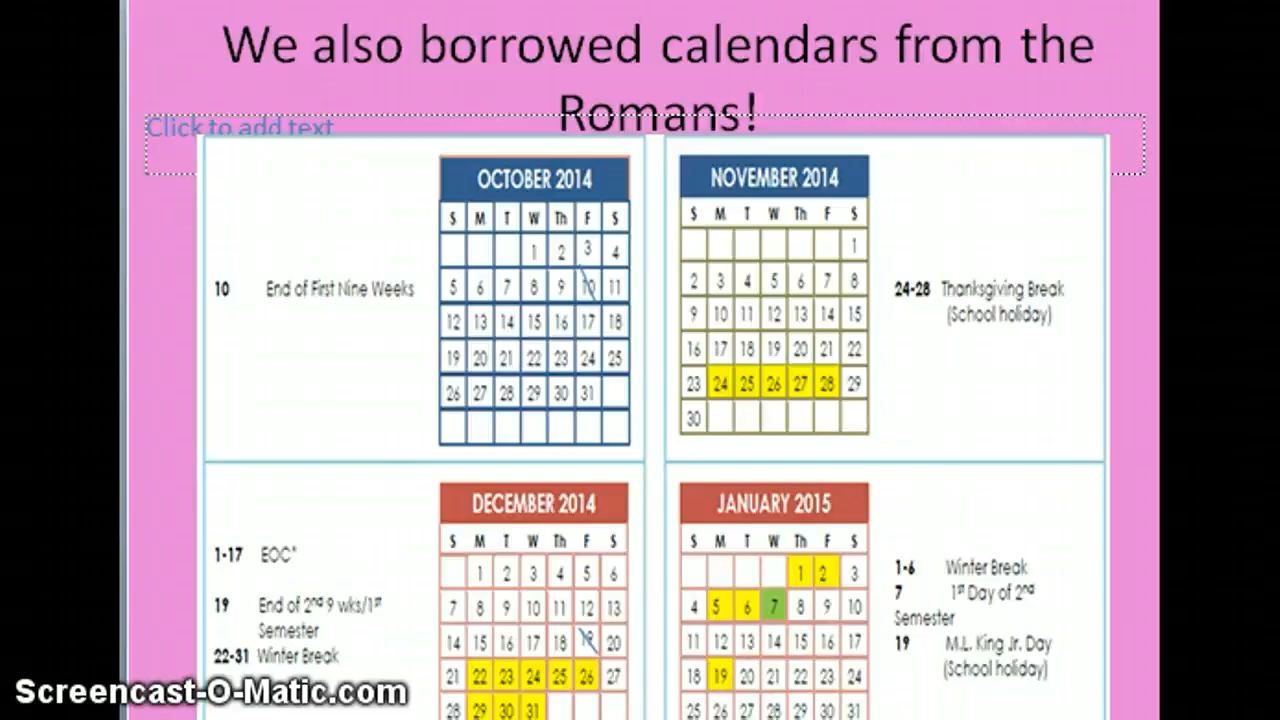 We also borrowed calendars from the
Romans!
Click to add text
OCTOBER 2014
S M T W Th F S
1 2 3 4
5 6 7 8 9 10 11
12 13 14 15 16 17 18
19 20 21 22 23 24 25
26 27 28 29 30 31
10 End of First Nine Weeks
NOVEMBER 2014
S M T W Th F S
1
2 3 4 5 6 7 8
9 10 11 12 13 14 15
16 17 18 19 20 21 22
23 24 25 26 27 28 29
30
24-28 Thanksgiving Break
(School holiday)
1-17 EOC*
19 End of 2nd 9 wks/1st
Semester
22-31 Winter Break
DECEMBER 2014
S M T W Th F S
1 2 3 4 5 6
7 8 9 10 11 12 13
14 15 16 17 18 19 20
21 22 23 24 25 26 27
28 29 30 31
JANUARY 2015
S M T W Th F S
1 2 3
4 5 6 7 8 9 10
11 12 13 14 15 16 17
18 19 20 21 22 23 24
25 26 27 28 29 30 31
1-6 Winter Break
7 1st Day of 2nd
Semester
19 M.L. King Jr. Day
(School holiday)
Screencast-O-Matic.com